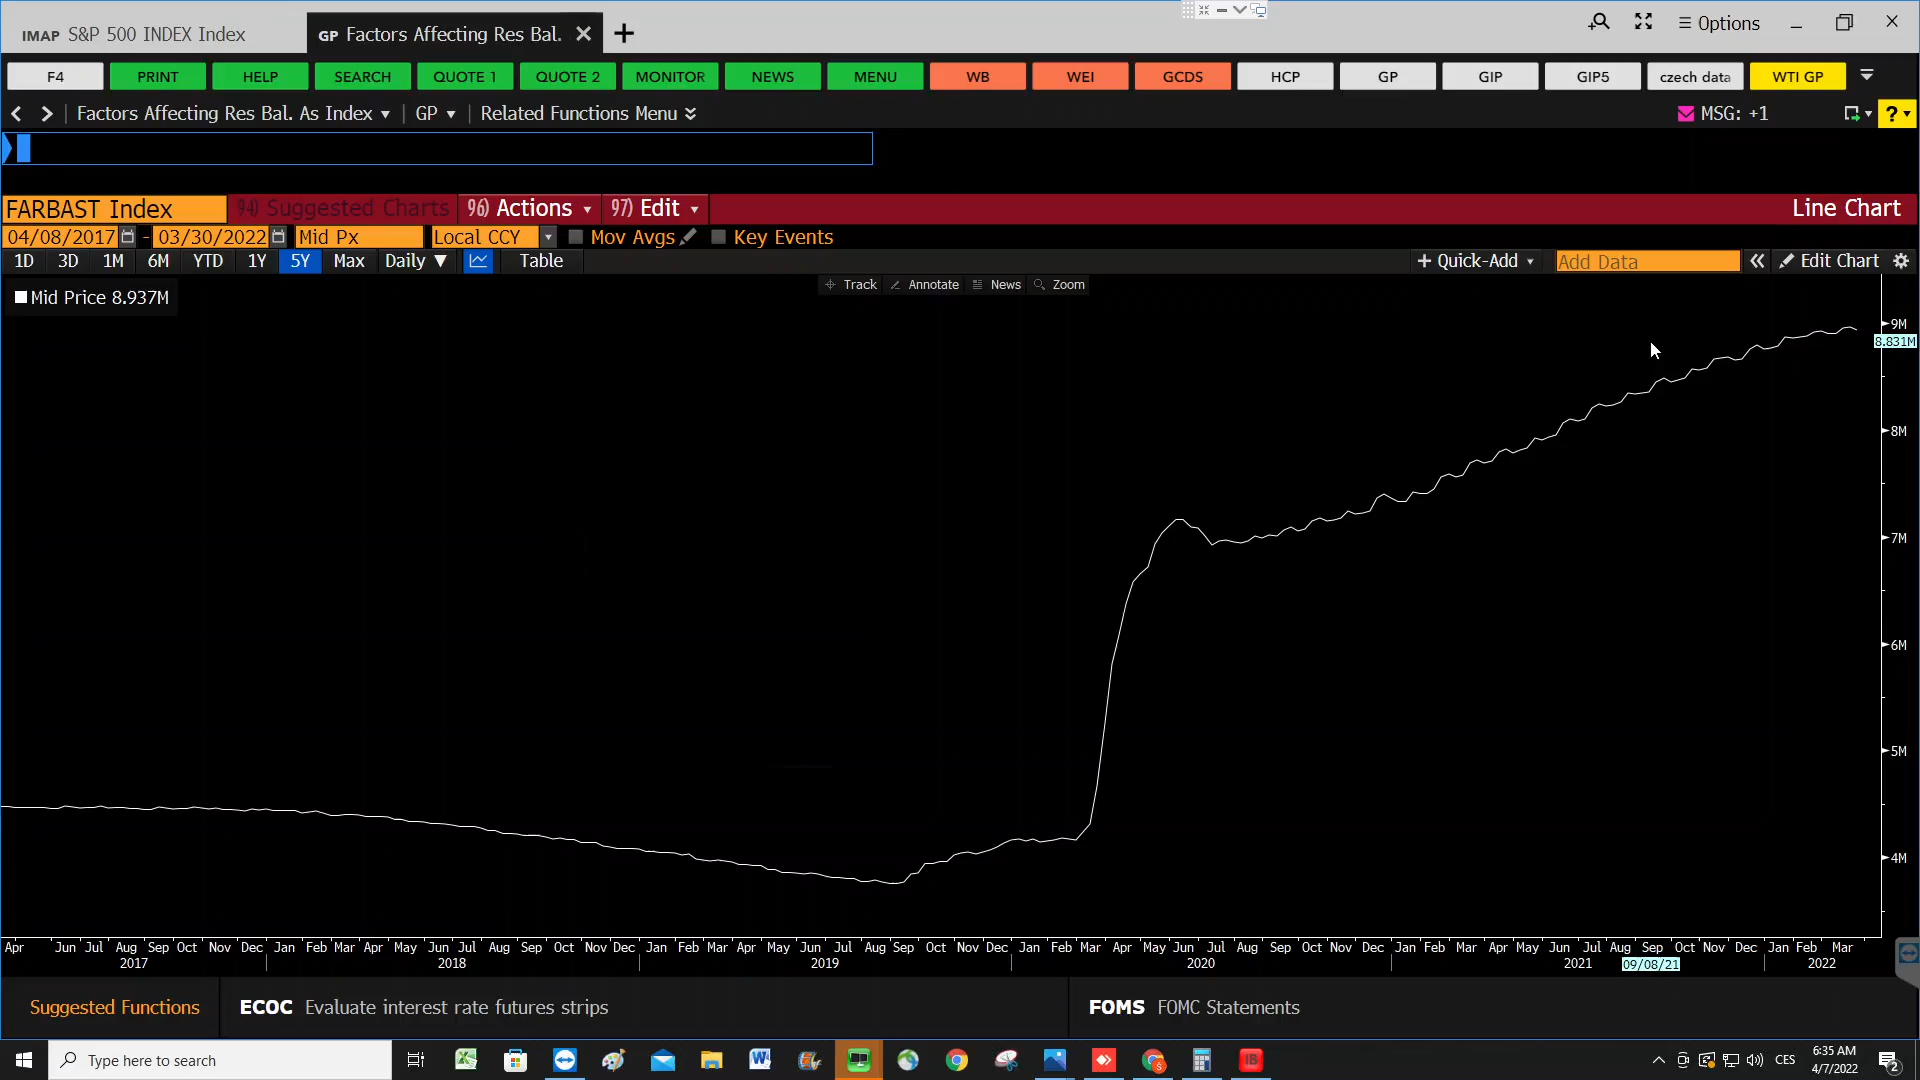 IMAP S&P 500 INDEX Index
GP Factors Affecting Res Bal.
Options
F4 PRINT HELP SEARCH QUOTE 1 QUOTE 2 MONITOR NEWS MENU WB WEI GCDS HCP GP GIP GIP5 czech data WTI GP
Factors Affecting Res Bal. As Index GP Related Functions Menu MSG: +1 ?
FARBAST Index 94) Suggested Charts 96) Actions 97) Edit Line Chart
04/08/2017 - 03/30/2022 Mid Px Local CCY Mov Avgs Key Events
1D 3D 1M 6M YTD 1Y 5Y Max Daily Table + Quick-Add Add Data Edit Chart
Track Annotate News Zoom
Mid Price 8.937M
9M
8.831M
8M
7M
6M
5M
4M
Apr Jun Jul Aug Sep Oct Nov Dec Jan Feb Mar Apr May Jun Jul Aug Sep Oct Nov Dec Jan Feb Mar Apr May Jun Jul Aug Sep Oct Nov Dec Jan Feb Mar Apr May Jun Jul Aug Sep Oct Nov Dec Jan Feb Mar Apr May Jun Jul Aug Sep Oct Nov Dec Jan Feb Mar
2017 2018 2019 2020 2021 09/08/21 2022
Suggested Functions ECOC Evaluate interest rate futures strips FOMS FOMC Statements
Type here to search
CES
6:35 AM
4/7/2022
2
IB